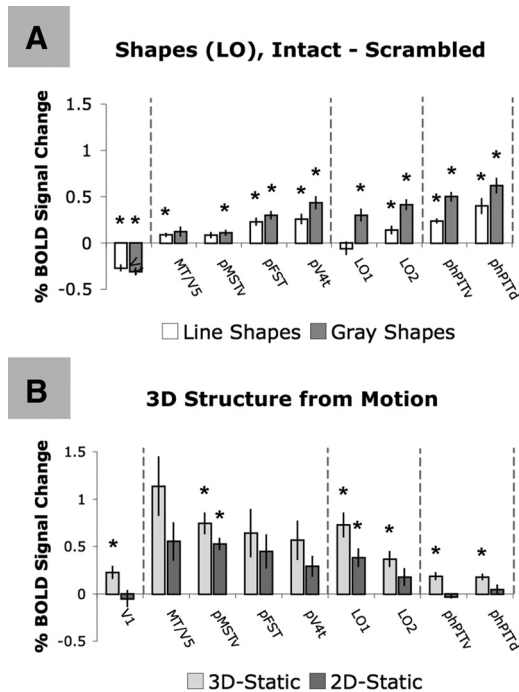 A
Shapes (LO), Intact - Scrambled
% BOLD Signal Change
1.5
1
0.5
0
-0.5
* * * * * * * * * * * * * *
MT/V5 pMSTv pFST pV4t LO1 LO2 phPITv phPITd
Line Shapes Gray Shapes
B
3D Structure from Motion
% BOLD Signal Change
1.5
1
0.5
0
-0.5
* * * * * * * *
V1 MT/V5 pMSTv pFST pV4t LO1 LO2 phPITv phPITd
3D-Static 2D-Static